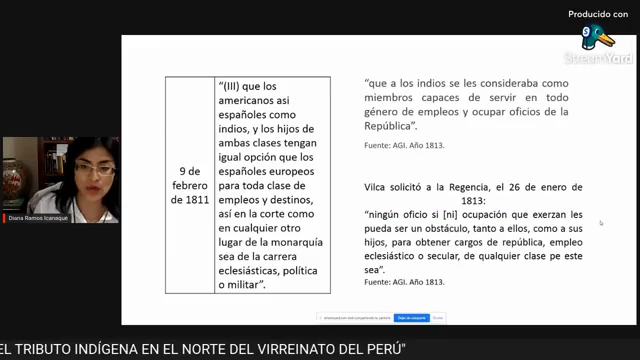 Producido con
StreamYard
"(III) que los
americanos asi
españoles como
indios, y los hijos de
ambas clases tengan
igual opción que los
españoles europeos
para toda clase de
empleos y destinos,
así en la corte como
en cualquier otro
lugar de la monarquía
sea de la carrera
eclesiásticas, política
o militar".
9 de
febrero
de 1811
"que a los indios se les consideraba como
miembros capaces de servir en todo
género de empleos y ocupar oficios de la
República".
Fuente: AGI. Año 1813.
Vilca solicitó a la Regencia, el 26 de enero de
1813:
"ningún oficio si [ni] ocupación que exerzan les
pueda ser un obstáculo, tanto a ellos, como a sus
hijos, para obtener cargos de república, empleo
eclesiástico o secular, de qualquier clase pe este
sea".
Fuente: AGI. Año 1813.
Diana Ramos Icanaque
EL TRIBUTO INDÍGENA EN EL NORTE DEL VIRREINATO DEL PERÚ"